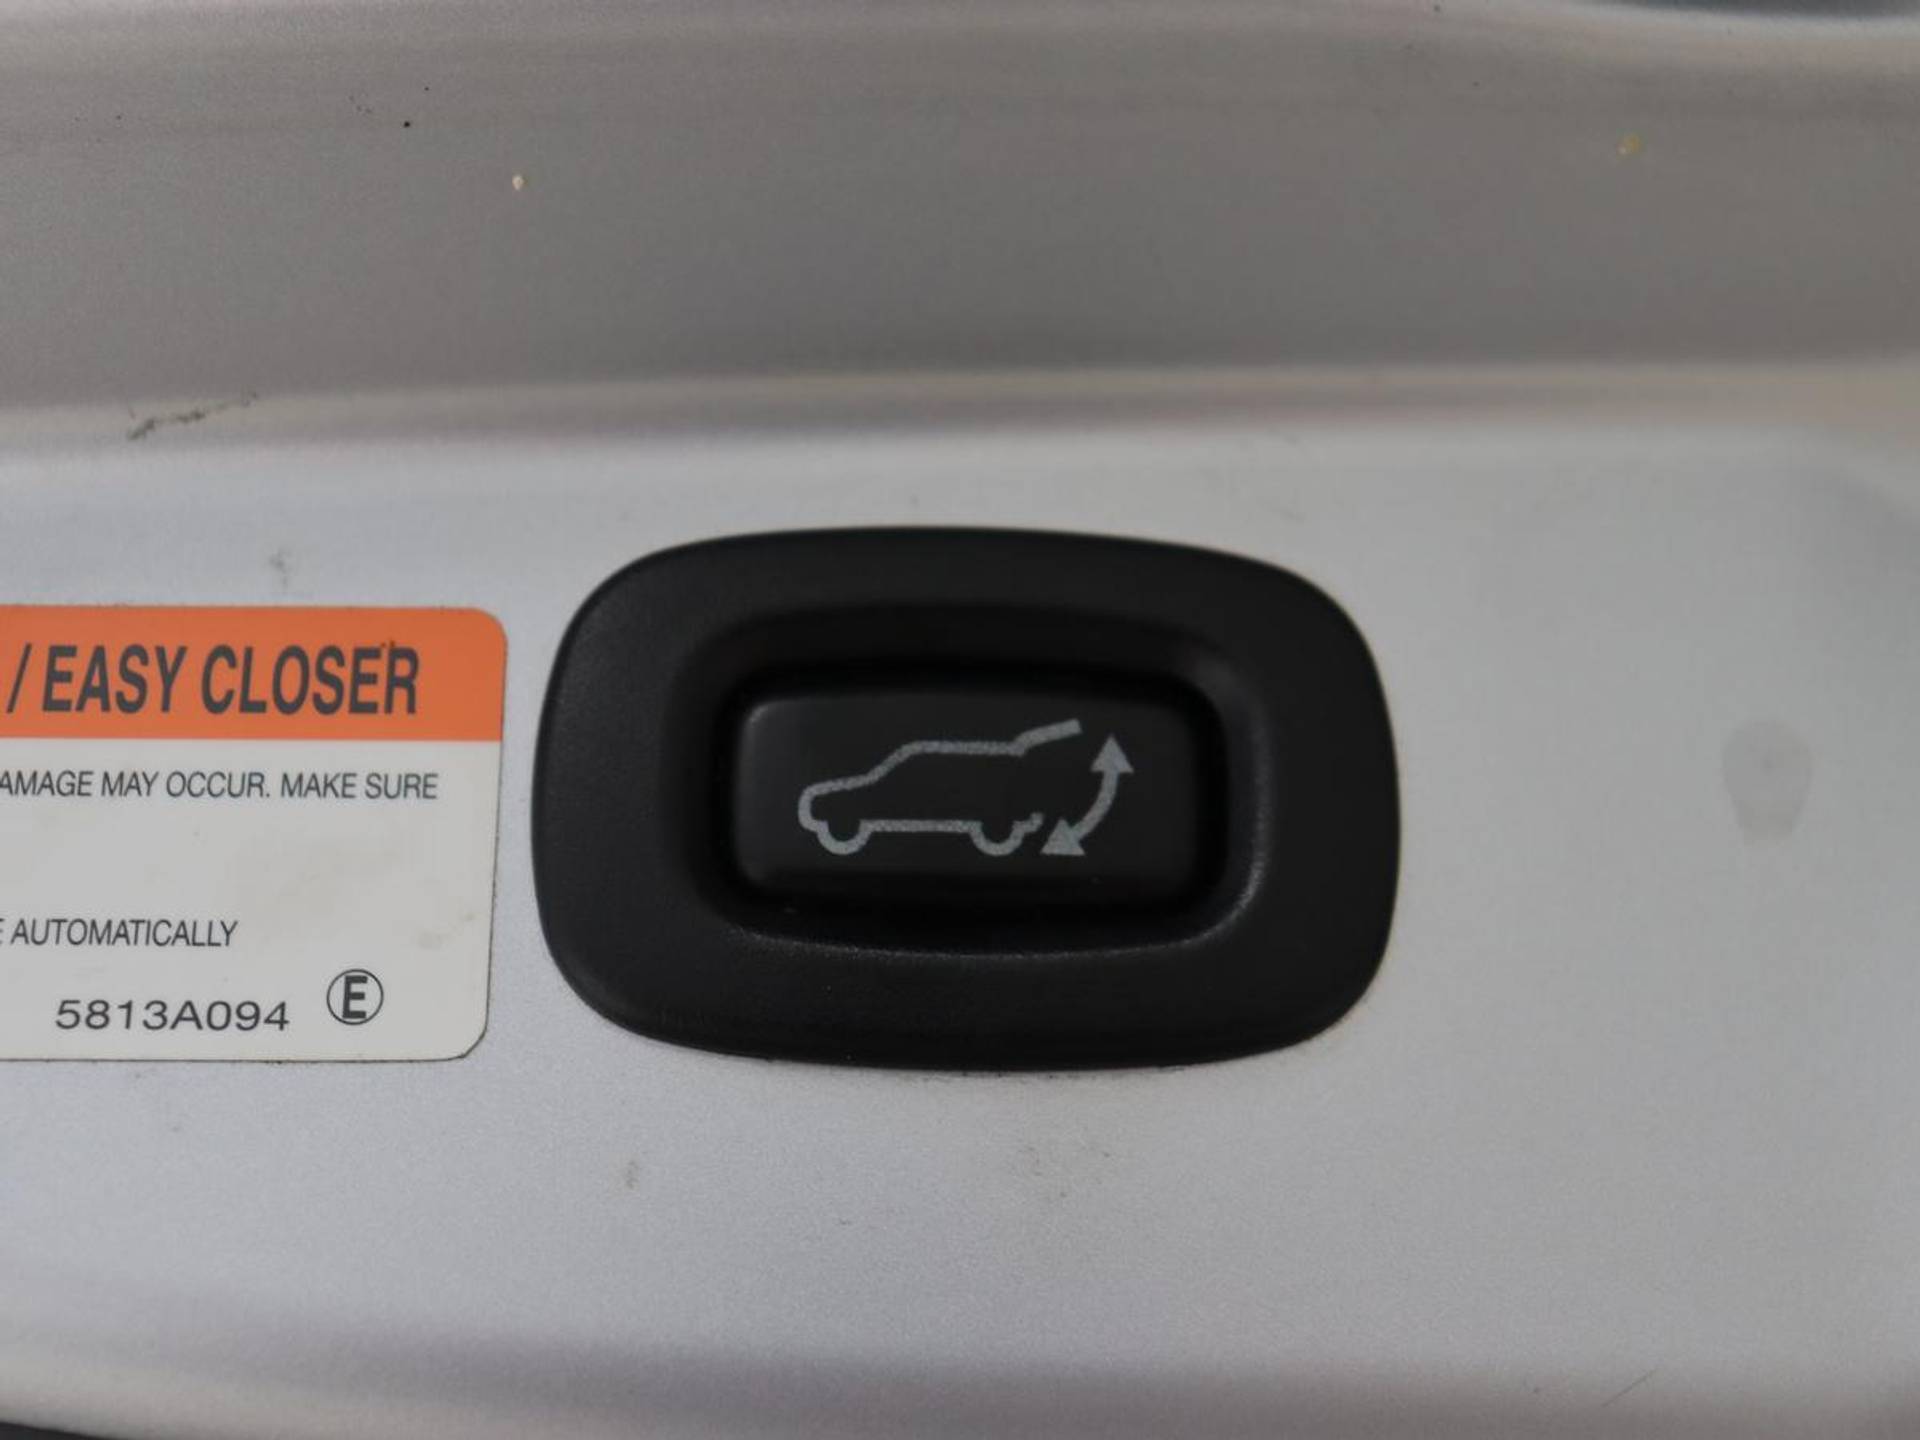 / EASY CLOSER
AMAGE MAY OCCUR. MAKE SURE
E AUTOMATICALLY
5813A094 Ⓔ